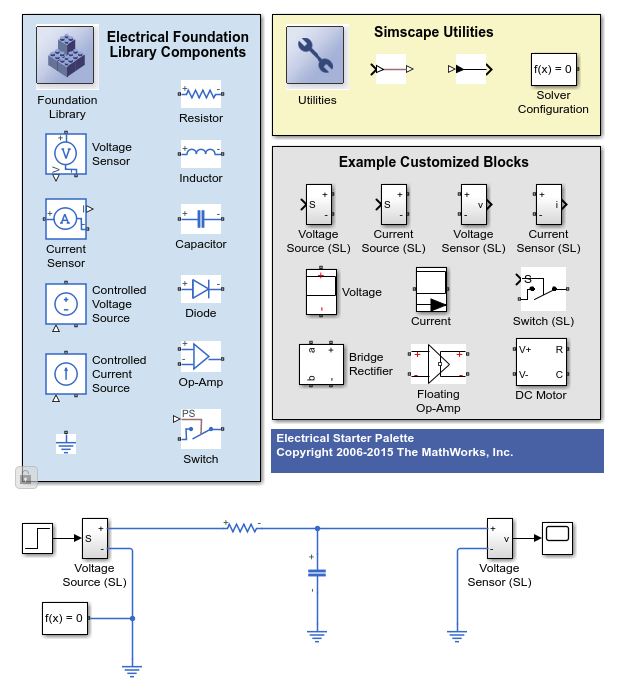 Electrical Foundation
Library Components
Foundation
Library
Voltage
Sensor
V
+
Resistor
+ -
Inductor
+ -
Current
Sensor
A
+
I
-
Capacitor
+ -
Controlled
Voltage
Source
+
-
Diode
+ -
Op-Amp
+
-
Controlled
Current
Source
Switch
PS
Simscape Utilities
Utilities
f(x) = 0
Solver
Configuration
Example Customized Blocks
S
+
-
S
+
-
+
v
-
+
i
-
Voltage
Source (SL)
Current
Source (SL)
Voltage
Sensor (SL)
Current
Sensor (SL)
+
-
Voltage
Current
S
Switch (SL)
a +
b -
Bridge
Rectifier
+ +
- -
Floating
Op-Amp
V+ R
V- C
DC Motor
Electrical Starter Palette
Copyright 2006-2015 The MathWorks, Inc.
S
+
-
Voltage
Source (SL)
+ -
+
-
+
v
-
Voltage
Sensor (SL)
f(x) = 0